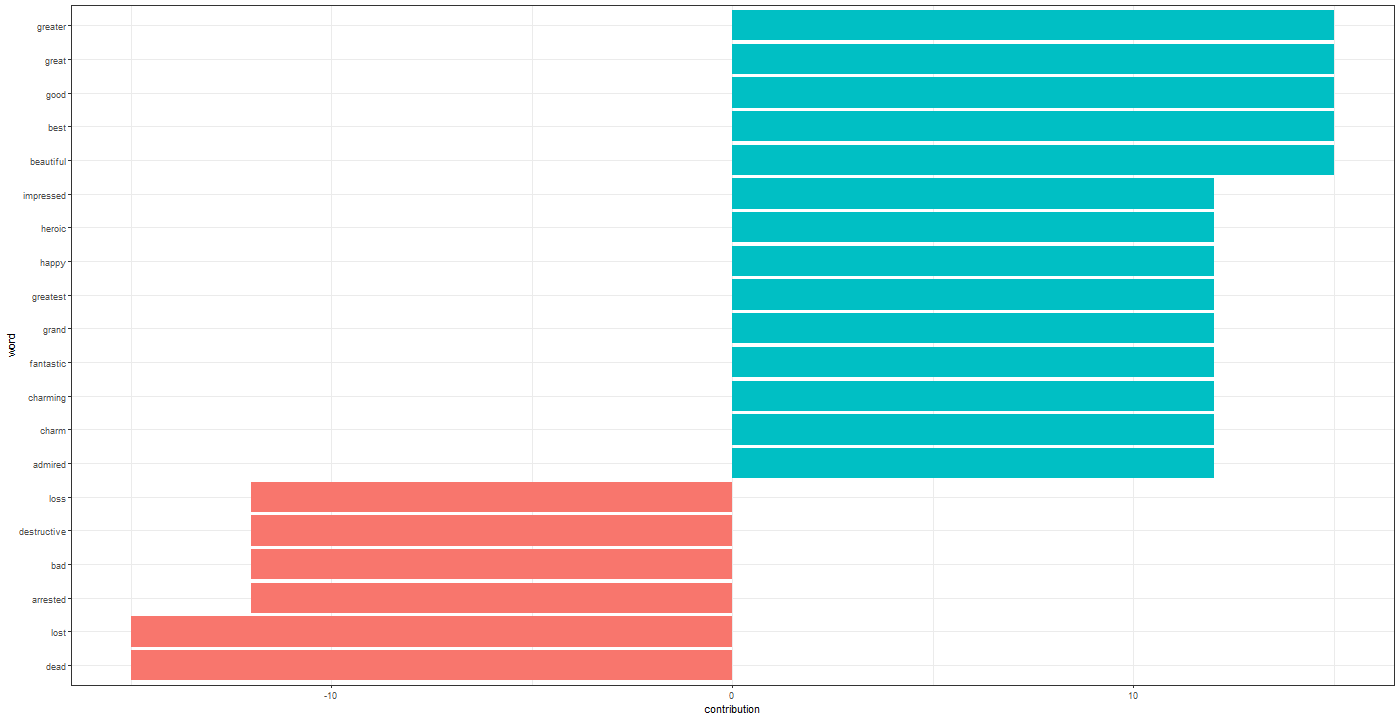 greater
great
good
best
beautiful
impressed
heroic
happy
greatest
grand
fantastic
charming
charm
admired
loss
destructive
bad
arrested
lost
dead
word
-10 0 10
contribution